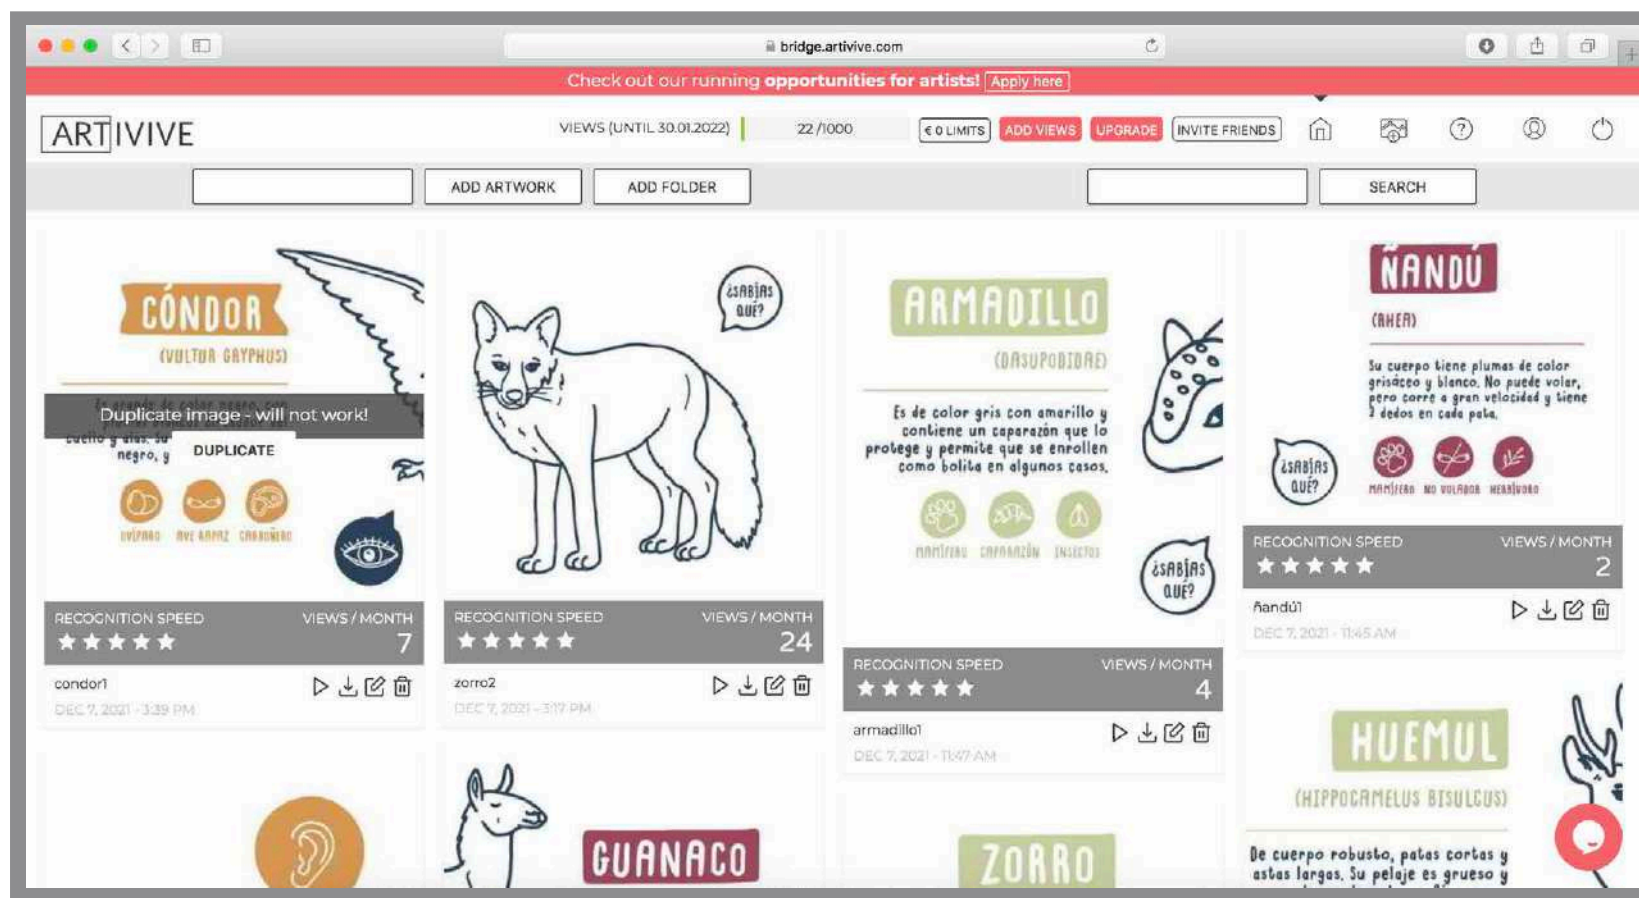 bridge.artivive.com
Check out our running opportunities for artists! Apply here
ARTIVIVE
VIEWS (UNTIL 30.01.2022)
22 /1000
€ 0 LIMITS
ADD VIEWS
UPGRADE
INVITE FRIENDS
ADD ARTWORK
ADD FOLDER
SEARCH
CÓNDOR
(VULTUR GRYPHUS)
Duplicate image - will not work!
cuello y alas. Su
DUPLICATE
negro, y
OVÍPARO
AVE RAPAZ
CARROÑERO
RECOGNITION SPEED
VIEWS / MONTH
7
condor1
DEC 7, 2021 - 3:39 PM
¿SABÍAS
QUÉ?
RECOGNITION SPEED
VIEWS / MONTH
24
zorro2
DEC 7, 2021 - 3:17 PM
ARMADILLO
(DASUPODIDAE)
Es de color gris con amarillo y
contiene un caparazón que lo
protege y permite que se enrollen
como bolita en algunos casos.
MAMÍFERO
CAPARAZÓN
INSECTOS
¿SABÍAS
QUÉ?
RECOGNITION SPEED
VIEWS / MONTH
4
armadillo1
DEC 7, 2021 - 11:47 AM
ÑANDÚ
(RHEA)
Su cuerpo tiene plumas de color
grisáceo y blanco. No puede volar,
pero corre a gran velocidad y tiene
3 dedos en cada pata.
¿SABÍAS
QUÉ?
MAMÍFERO
NO VOLADOR
HERBÍVORO
RECOGNITION SPEED
VIEWS / MONTH
2
ñandú1
DEC 7, 2021 - 11:45 AM
GUANACO
ZORRO
HUEMUL
(HIPPOCAMELUS BISULCUS)
De cuerpo robusto, patas cortas y
astas largas. Su pelaje es grueso y